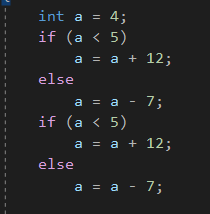 int a = 4;
if (a < 5)
    a = a + 12;
else
    a = a - 7;
if (a < 5)
    a = a + 12;
else
    a = a - 7;